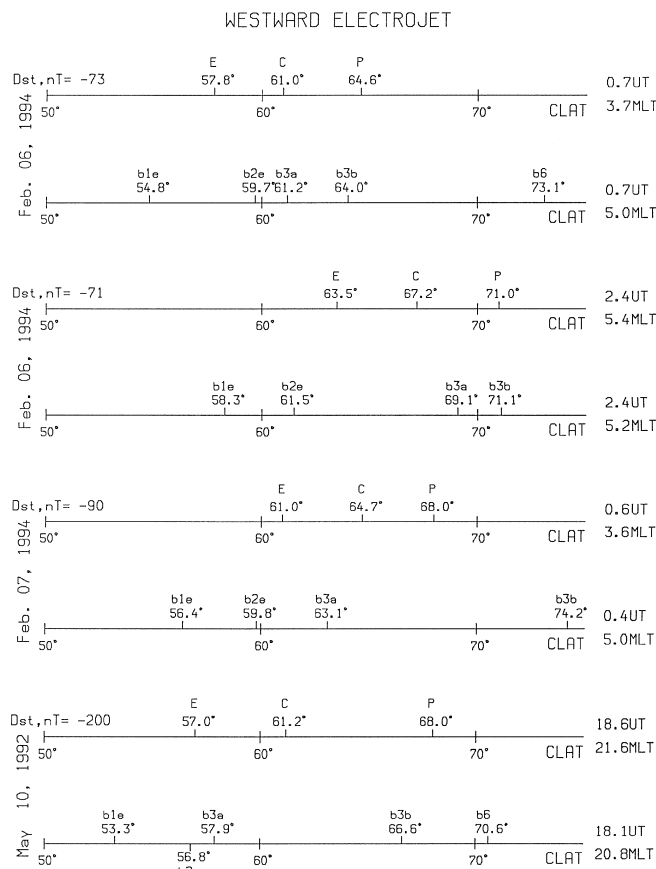 WESTWARD ELECTROJET
E C P
Dst,nT= -73 57.8° 61.0° 64.6° 0.7UT
50° 60° 70° CLAT 3.7MLT
b1e b2e b3a b3b b6
54.8° 59.7° 61.2° 64.0° 73.1° 0.7UT
50° 60° 70° CLAT 5.0MLT
Feb. 06, 1994
E C P
Dst,nT= -71 63.5° 67.2° 71.0° 2.4UT
50° 60° 70° CLAT 5.4MLT
b1e b2e b3a b3b
58.3° 61.5° 69.1° 71.1° 2.4UT
50° 60° 70° CLAT 5.2MLT
Feb. 06, 1994
E C P
Dst,nT= -90 61.0° 64.7° 68.0° 0.6UT
50° 60° 70° CLAT 3.6MLT
b1e b2e b3a b3b
56.4° 59.8° 63.1° 74.2° 0.4UT
50° 60° 70° CLAT 5.0MLT
Feb. 07, 1994
E C P
Dst,nT= -200 57.0° 61.2° 68.0° 18.6UT
50° 60° 70° CLAT 21.6MLT
b1e b3a b3b b6
53.3° 57.9° 66.6° 70.6° 18.1UT
50° 56.8° 60° 70° CLAT 20.8MLT
May 10, 1992